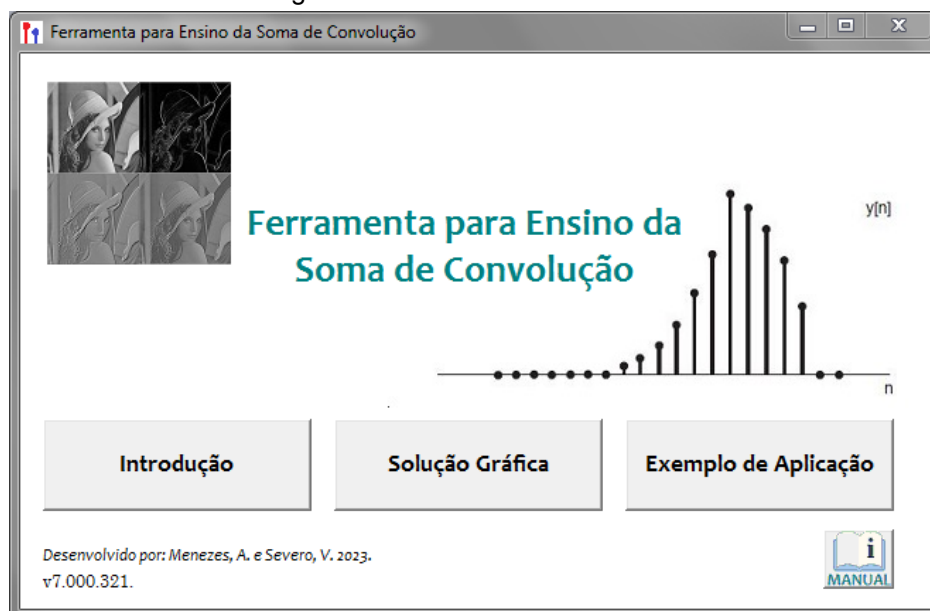 Ferramenta para Ensino da Soma de Convolução
Ferramenta para Ensino da
Soma de Convolução
y[n]
n
Introdução
Solução Gráfica
Exemplo de Aplicação
Desenvolvido por: Menezes, A. e Severo, V. 2023.
v7.000.321.
i
MANUAL